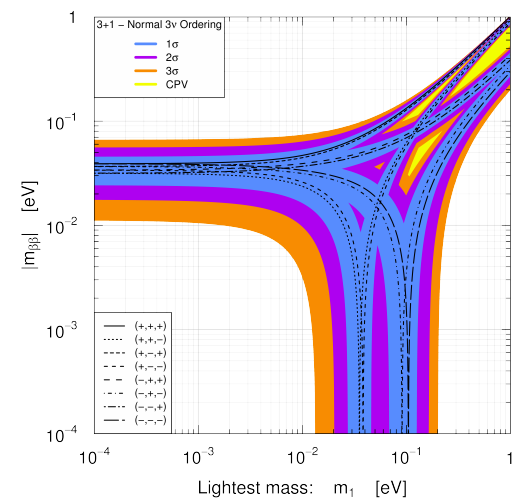 3+1 − Normal 3ν Ordering
1σ
2σ
3σ
CPV
1
10⁻¹
10⁻²
10⁻³
10⁻⁴
|mββ| [eV]
(+,+,+)
(+,+,−)
(+,−,+)
(+,−,−)
(−,+,+)
(−,+,−)
(−,−,+)
(−,−,−)
10⁻⁴ 10⁻³ 10⁻² 10⁻¹ 1
Lightest mass: m₁ [eV]